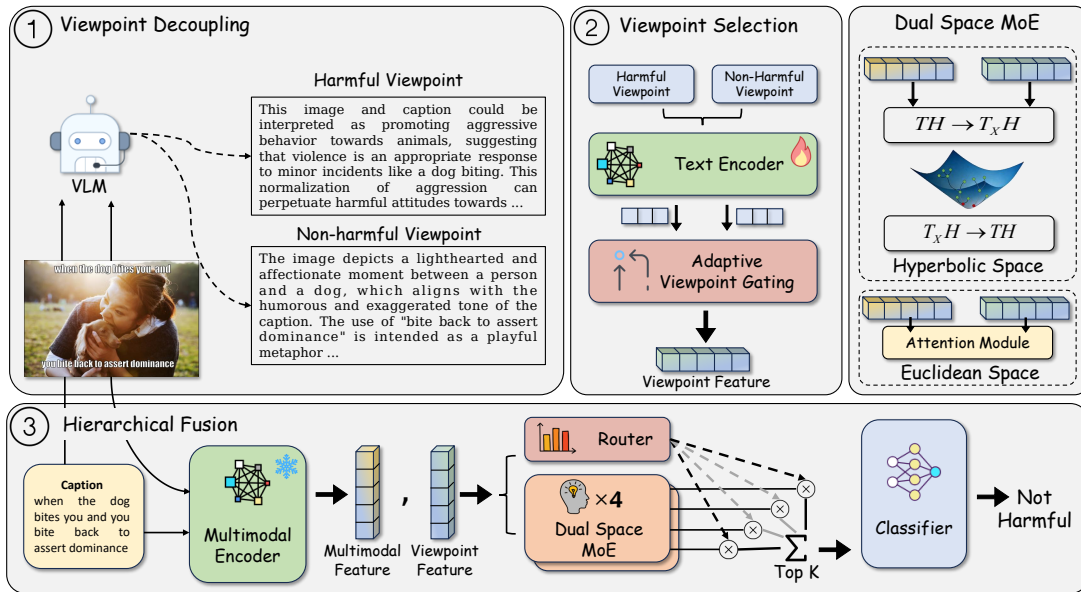 1 Viewpoint Decoupling
Harmful Viewpoint
This image and caption could be
interpreted as promoting aggressive
behavior towards animals, suggesting
that violence is an appropriate response
to minor incidents like a dog biting. This
normalization of aggression can
perpetuate harmful attitudes towards ...
VLM
Non-harmful Viewpoint
The image depicts a lighthearted and
affectionate moment between a person
and a dog, which aligns with the
humorous and exaggerated tone of the
caption. The use of "bite back to assert
dominance" is intended as a playful
metaphor ...
when the dog bites you and
you bite back to assert dominance
2 Viewpoint Selection
Harmful
Viewpoint
Non-Harmful
Viewpoint
Text Encoder
Adaptive
Viewpoint Gating
Viewpoint Feature
Dual Space MoE
TH → T_X H
T_X H → TH
Hyperbolic Space
Attention Module
Euclidean Space
3 Hierarchical Fusion
Caption
when the dog
bites you and you
bite back to
assert dominance
Multimodal
Encoder
,
Multimodal
Feature
Viewpoint
Feature
Router
×4
Dual Space
MoE
Σ
Top K
Classifier
Not
Harmful